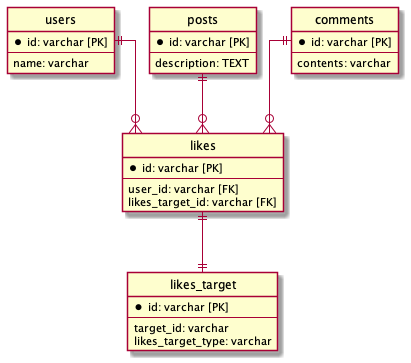 users
id: varchar [PK]
name: varchar
posts
id: varchar [PK]
description: TEXT
comments
id: varchar [PK]
contents: varchar
likes
id: varchar [PK]
user_id: varchar [FK]
likes_target_id: varchar [FK]
likes_target
id: varchar [PK]
target_id: varchar
likes_target_type: varchar